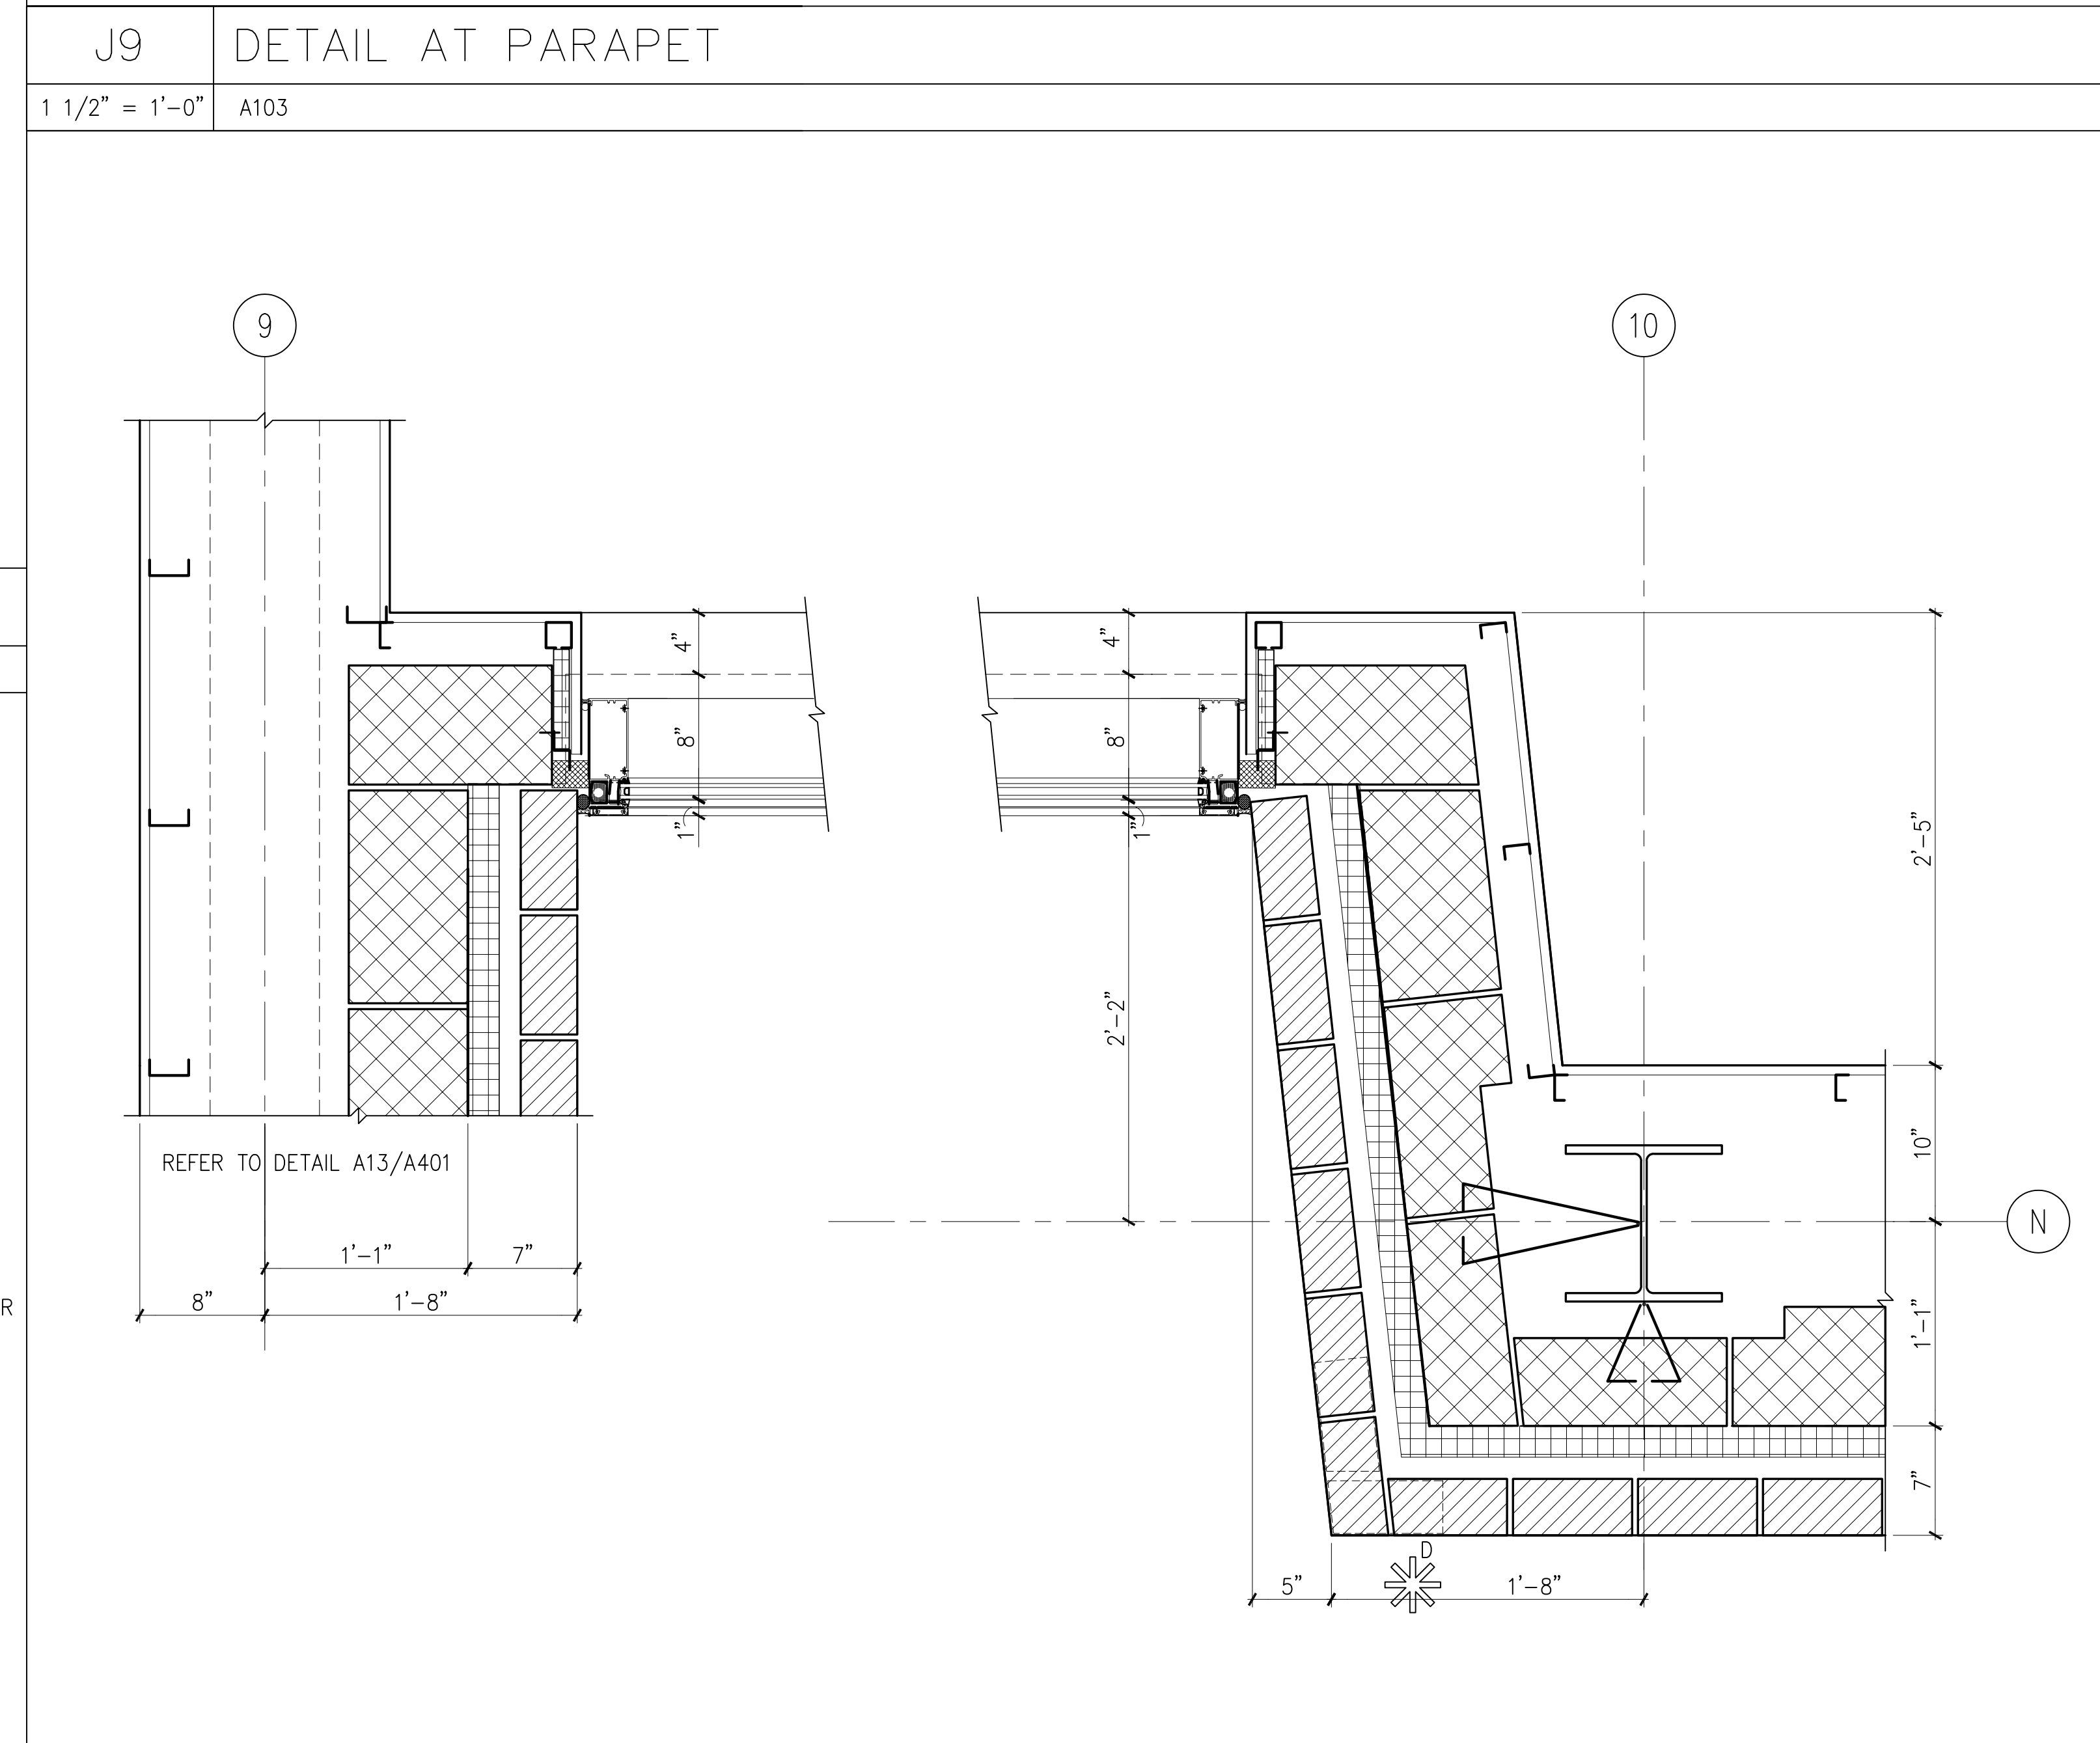 J9 DETAIL AT PARAPET
1 1/2" = 1'-0" A103
9 10
4" 4"
8" 8"
1" 1"
2'-5"
2'-2"
10"
REFER TO DETAIL A13/A401
N
1'-1" 7"
8" 1'-8"
R
1'-1"
7"
D
5" 1'-8"